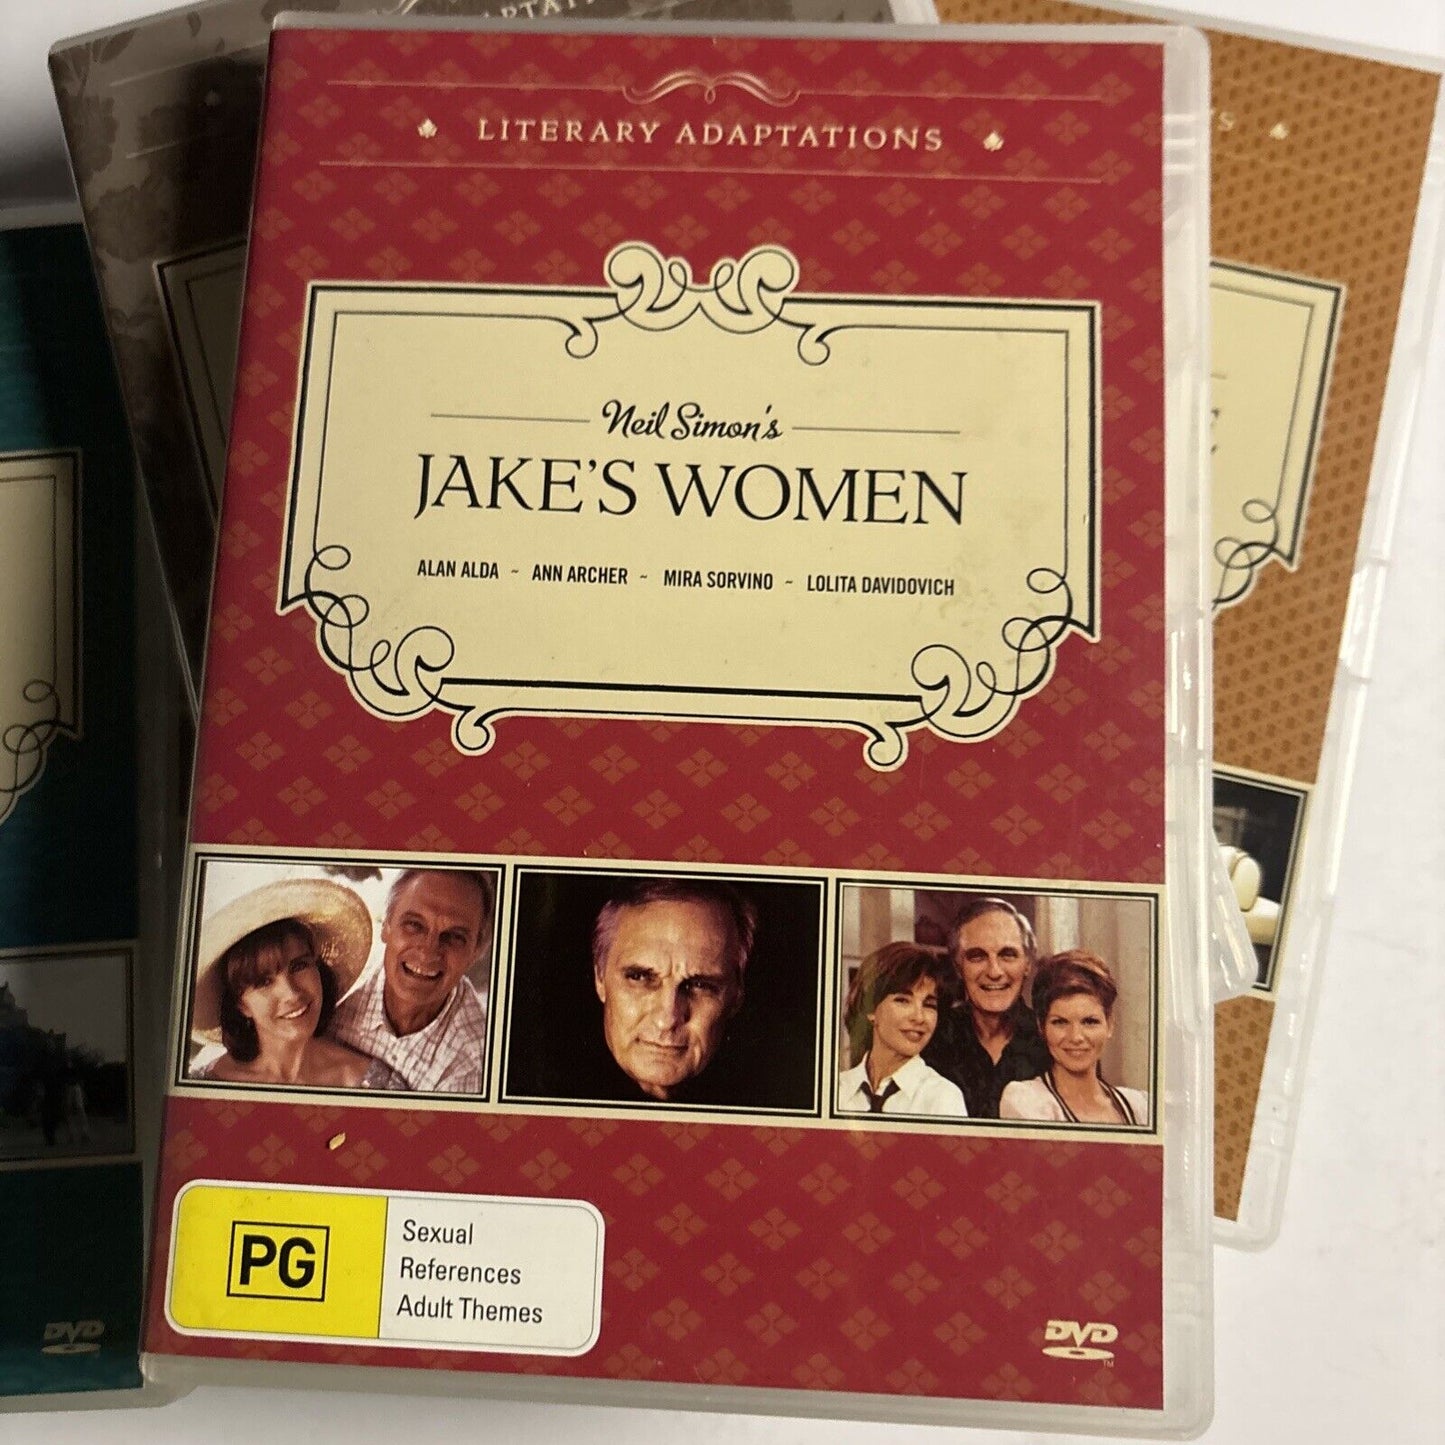 LITERARY ADAPTATIONS
Neil Simon's
JAKE'S WOMEN
ALAN ALDA ~ ANN ARCHER ~ MIRA SORVINO ~ LOLITA DAVIDOVICH
PG
Sexual
References
Adult Themes
DVD
TM
DVD